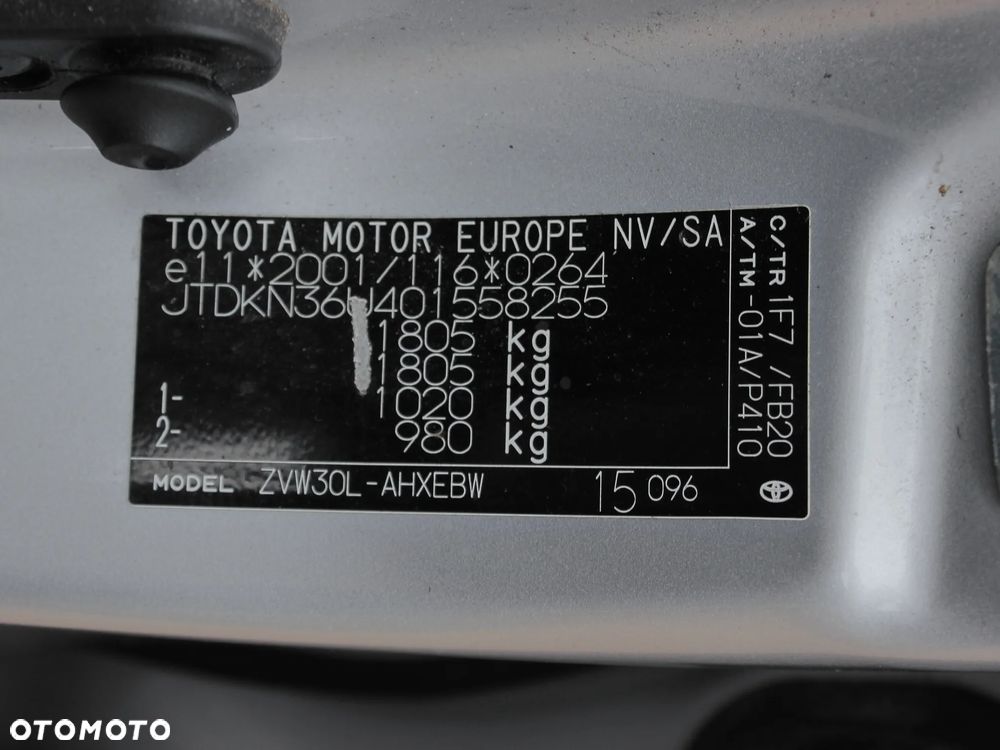 TOYOTA MOTOR EUROPE NV/SA
e11*2001/116*0264
JTDKN36U401558255
1805 kg
1805 kg
1- 1020 kg
2- 980 kg
MODEL ZVW30L-AHXEBW 15 096
C/TR 1F7 /FB20
A/TM-01A/P410
OTOMOTO